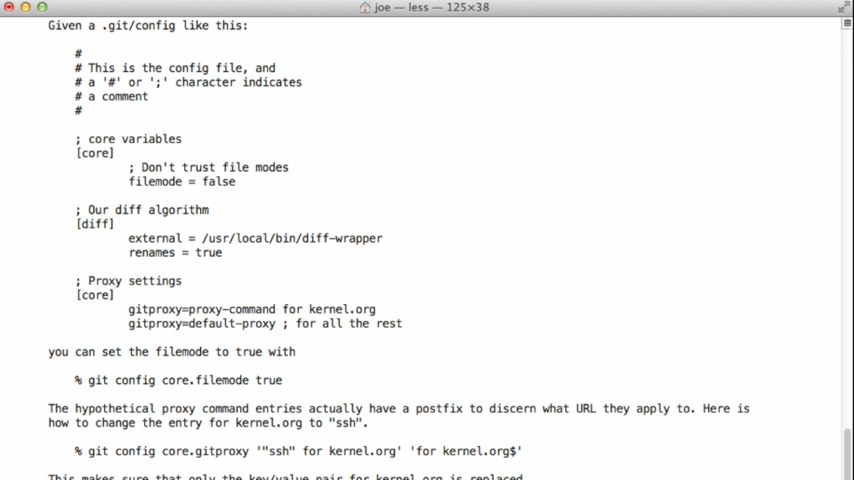 joe — less — 125×38
Given a .git/config like this:
#
# This is the config file, and
# a '#' or ';' character indicates
# a comment
#
; core variables
[core]
; Don't trust file modes
filemode = false
; Our diff algorithm
[diff]
external = /usr/local/bin/diff-wrapper
renames = true
; Proxy settings
[core]
gitproxy=proxy-command for kernel.org
gitproxy=default-proxy ; for all the rest
you can set the filemode to true with
% git config core.filemode true
The hypothetical proxy command entries actually have a postfix to discern what URL they apply to. Here is
how to change the entry for kernel.org to "ssh".
% git config core.gitproxy '"ssh" for kernel.org' 'for kernel.org$'
This makes sure that only the key/value pair for kernel.org is replaced.